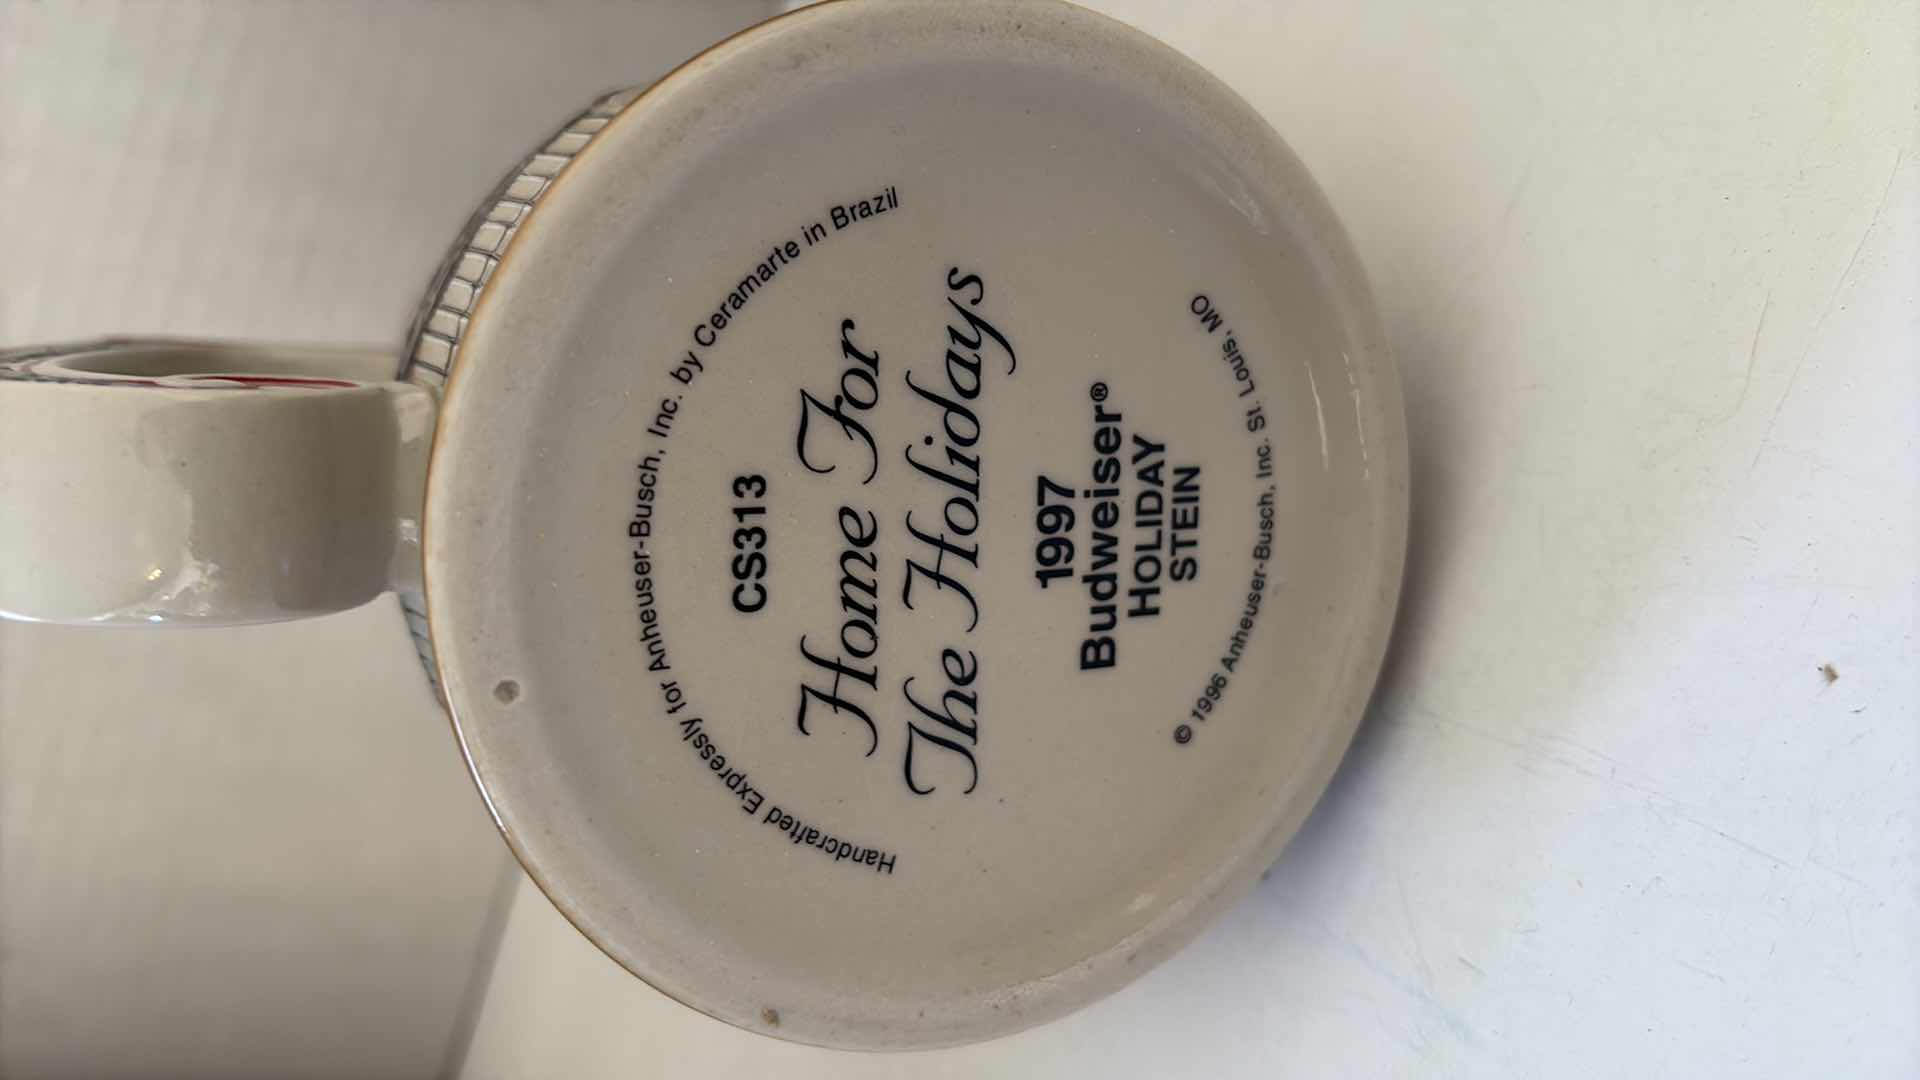 Handcrafted Expressly for Anheuser-Busch, Inc. by Ceramarte in Brazil
CS313
Home For
The Holidays
1997
Budweiser®
HOLIDAY
STEIN
© 1996 Anheuser-Busch, Inc. St. Louis, MO